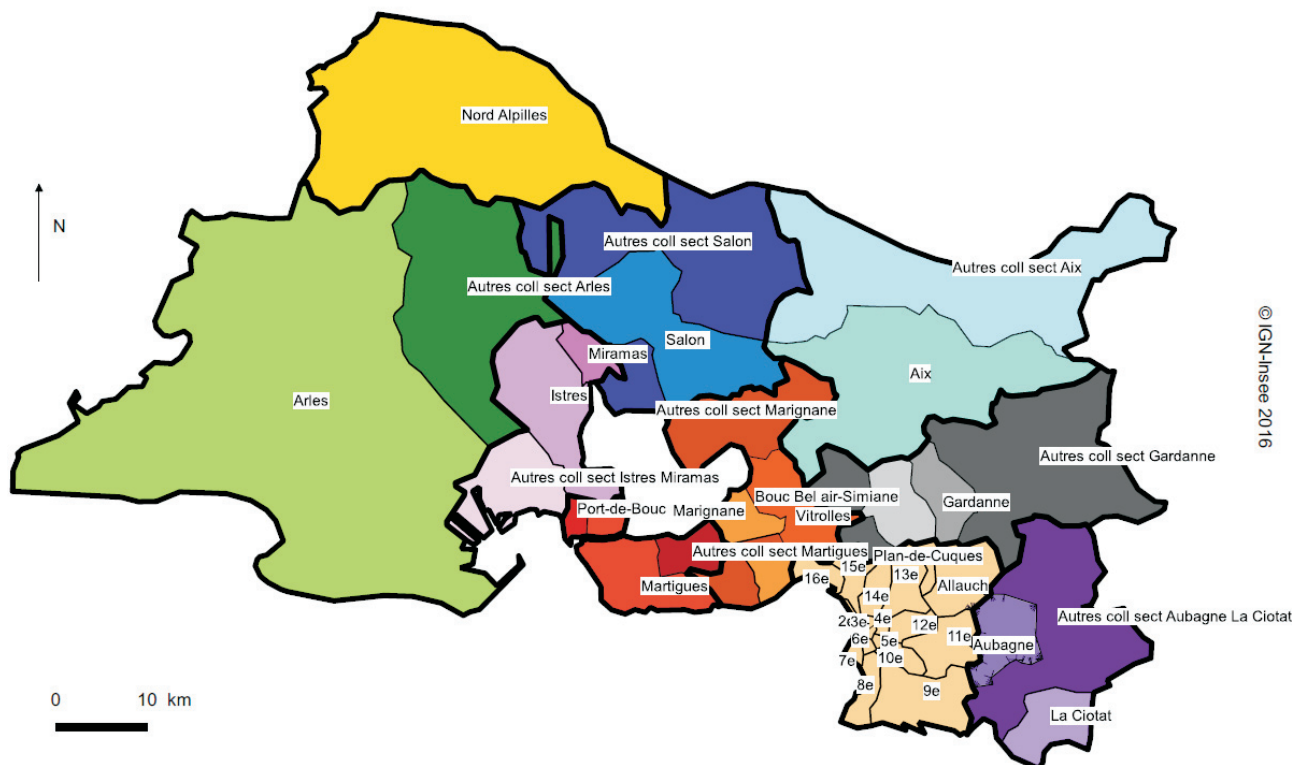 Nord Alpilles
N
Autres coll sect Salon
Autres coll sect Aix
Autres coll sect Arles
© IGN-Insee 2016
Salon
Miramas
Aix
Istres
Arles
Autres coll sect Marignane
Autres coll sect Gardanne
Autres coll sect Istres Miramas
Bouc Bel air-Simiane
Gardanne
Port-de-Bouc
Marignane
Vitrolles
Autres coll sect Martigues
Plan-de-Cuques
15e
13e
16e
Martigues
Allauch
14e
4e
3e
12e
Autres coll sect Aubagne La Ciotat
6e
5e
11e
Aubagne
7e
10e
8e
9e
0 10 km
La Ciotat